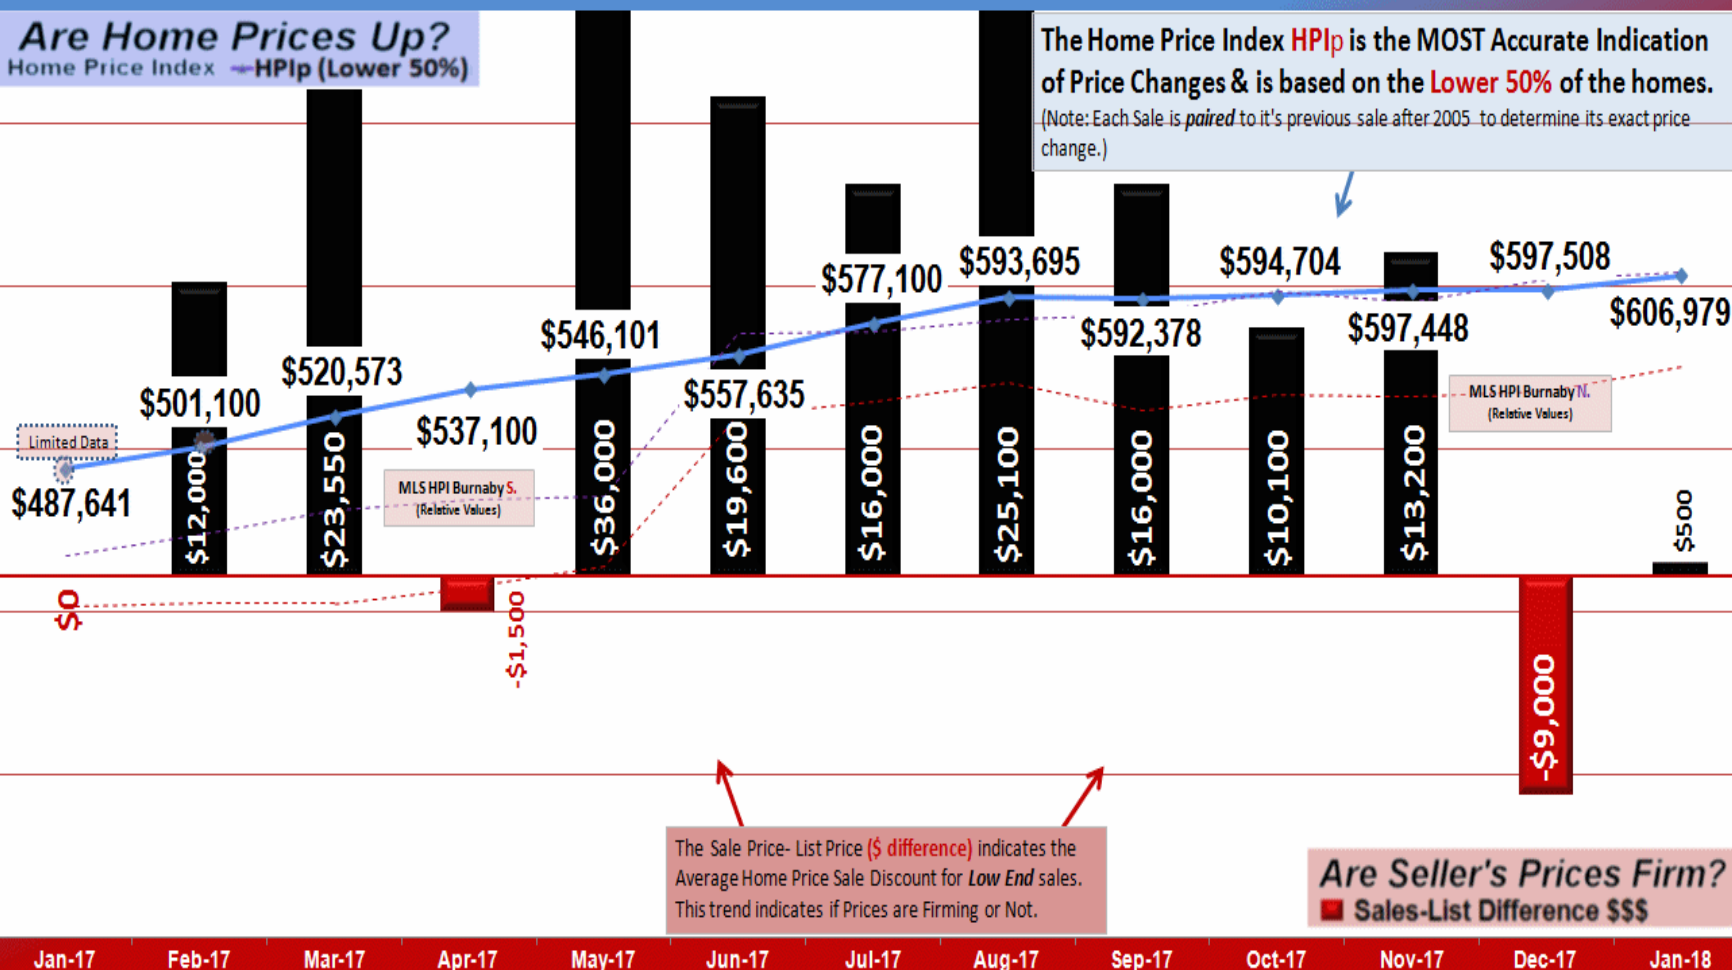 Are Home Prices Up?
Home Price Index HPIp (Lower 50%)
The Home Price Index HPIp is the MOST Accurate Indication
of Price Changes & is based on the Lower 50% of the homes.
(Note: Each Sale is paired to it's previous sale after 2005 to determine its exact price
change.)
$487,641
$501,100
$520,573
$537,100
$546,101
$557,635
$577,100
$593,695
$592,378
$594,704
$597,448
$597,508
$606,979
Limited Data
MLS HPI Burnaby S.
(Relative Values)
MLS HPI Burnaby N.
(Relative Values)
$0
$12,000
$23,550
-$1,500
$36,000
$19,600
$16,000
$25,100
$16,000
$10,100
$13,200
-$9,000
$500
The Sale Price- List Price ($ difference) indicates the
Average Home Price Sale Discount for Low End sales.
This trend indicates if Prices are Firming or Not.
Are Seller's Prices Firm?
Sales-List Difference $$$
Jan-17 Feb-17 Mar-17 Apr-17 May-17 Jun-17 Jul-17 Aug-17 Sep-17 Oct-17 Nov-17 Dec-17 Jan-18